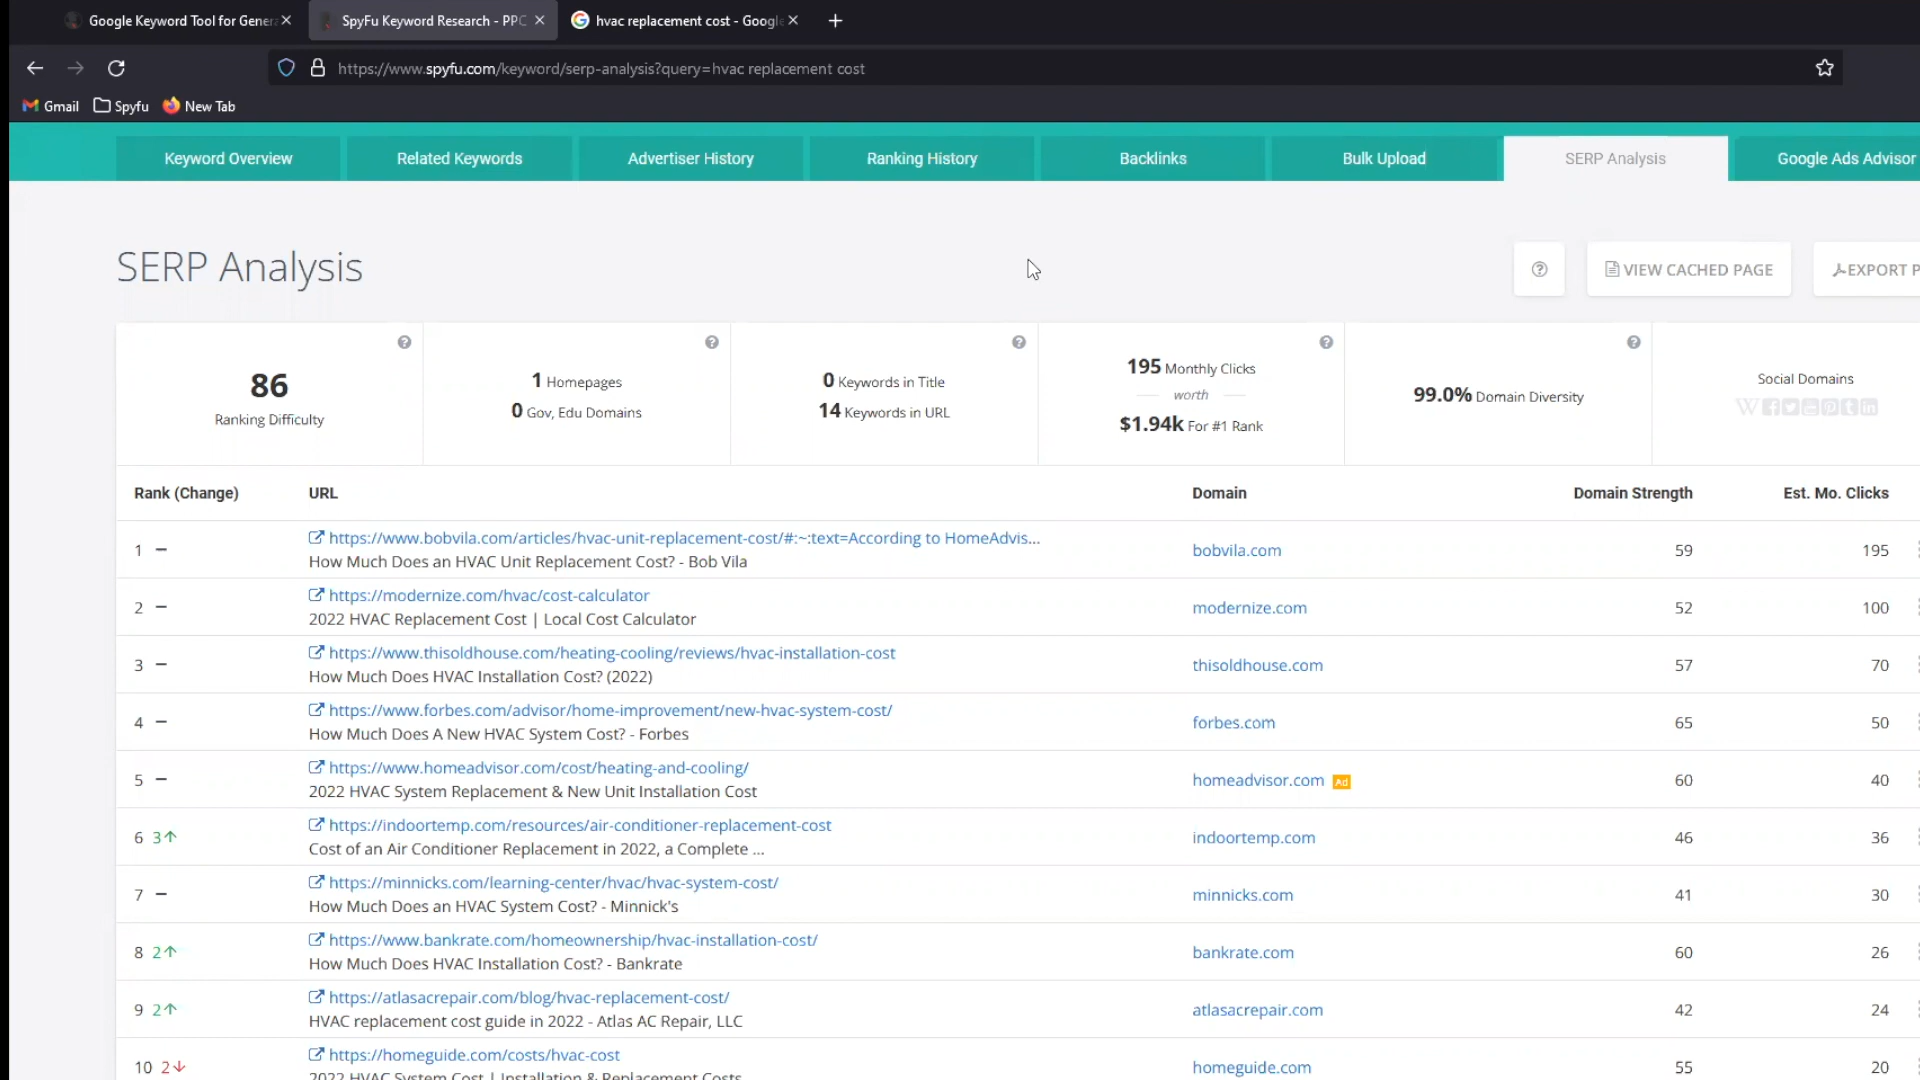 Google Keyword Tool for Gener
SpyFu Keyword Research - PPC
hvac replacement cost - Google
https://www.spyfu.com/keyword/serp-analysis?query=hvac replacement cost
Gmail Spyfu New Tab
Keyword Overview
Related Keywords
Advertiser History
Ranking History
Backlinks
Bulk Upload
SERP Analysis
Google Ads Advisor
SERP Analysis
VIEW CACHED PAGE
EXPORT P
86
Ranking Difficulty
1 Homepages
0 Gov, Edu Domains
0 Keywords in Title
14 Keywords in URL
195 Monthly Clicks
worth
$1.94k For #1 Rank
99.0% Domain Diversity
Social Domains
Rank (Change) URL Domain Domain Strength Est. Mo. Clicks
1 – https://www.bobvila.com/articles/hvac-unit-replacement-cost/#:~:text=According to HomeAdvis... bobvila.com 59 195
How Much Does an HVAC Unit Replacement Cost? - Bob Vila
2 – https://modernize.com/hvac/cost-calculator modernize.com 52 100
2022 HVAC Replacement Cost | Local Cost Calculator
3 – https://www.thisoldhouse.com/heating-cooling/reviews/hvac-installation-cost thisoldhouse.com 57 70
How Much Does HVAC Installation Cost? (2022)
4 – https://www.forbes.com/advisor/home-improvement/new-hvac-system-cost/ forbes.com 65 50
How Much Does A New HVAC System Cost? - Forbes
5 – https://www.homeadvisor.com/cost/heating-and-cooling/ homeadvisor.com Ad 60 40
2022 HVAC System Replacement & New Unit Installation Cost
6 3↑ https://indoortemp.com/resources/air-conditioner-replacement-cost indoortemp.com 46 36
Cost of an Air Conditioner Replacement in 2022, a Complete ...
7 – https://minnicks.com/learning-center/hvac/hvac-system-cost/ minnicks.com 41 30
How Much Does an HVAC System Cost? - Minnick's
8 2↑ https://www.bankrate.com/homeownership/hvac-installation-cost/ bankrate.com 60 26
How Much Does HVAC Installation Cost? - Bankrate
9 2↑ https://atlasacrepair.com/blog/hvac-replacement-cost/ atlasacrepair.com 42 24
HVAC replacement cost guide in 2022 - Atlas AC Repair, LLC
10 2↓ https://homeguide.com/costs/hvac-cost homeguide.com 55 20
2022 HVAC System Cost | Installation & Replacement Costs